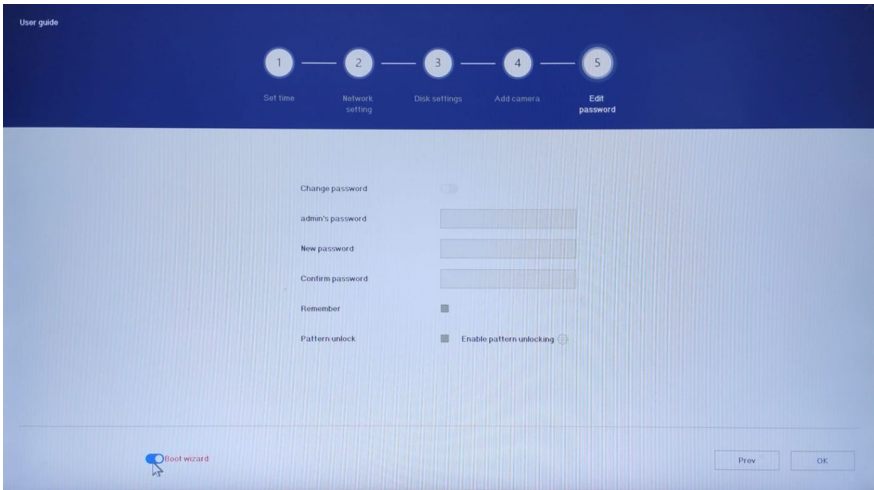 User guide
1 2 3 4 5
Set time Network setting Disk settings Add camera Edit password
Change password
admin's password
New password
Confirm password
Remember
Pattern unlock Enable pattern unlocking
Boot wizard Prev OK